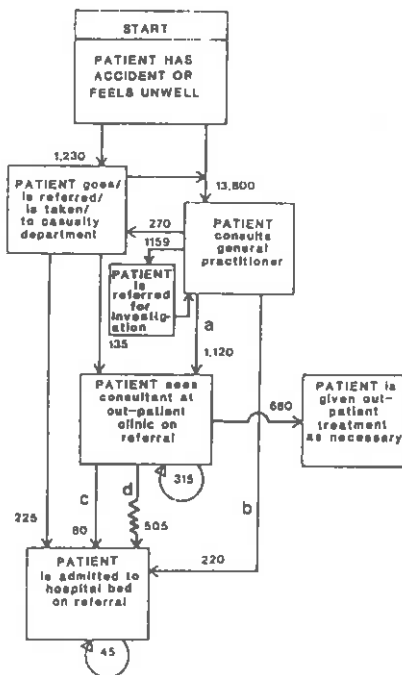 START
PATIENT HAS
ACCIDENT OR
FEELS UNWELL
1,230
13,800
PATIENT goes/
is referred/
is taken/
to casualty
department
270
1159
PATIENT
consults
general
practitioner
PATIENT
is
referred
for
investig-
ation
a
135
1,120
PATIENT sees
consultant at
out-patient
clinic on
referral
680
PATIENT is
given out-
patient
treatment
as necessary
315
c
d
b
225
80
505
220
PATIENT
is admitted to
hospital bed
on referral
45